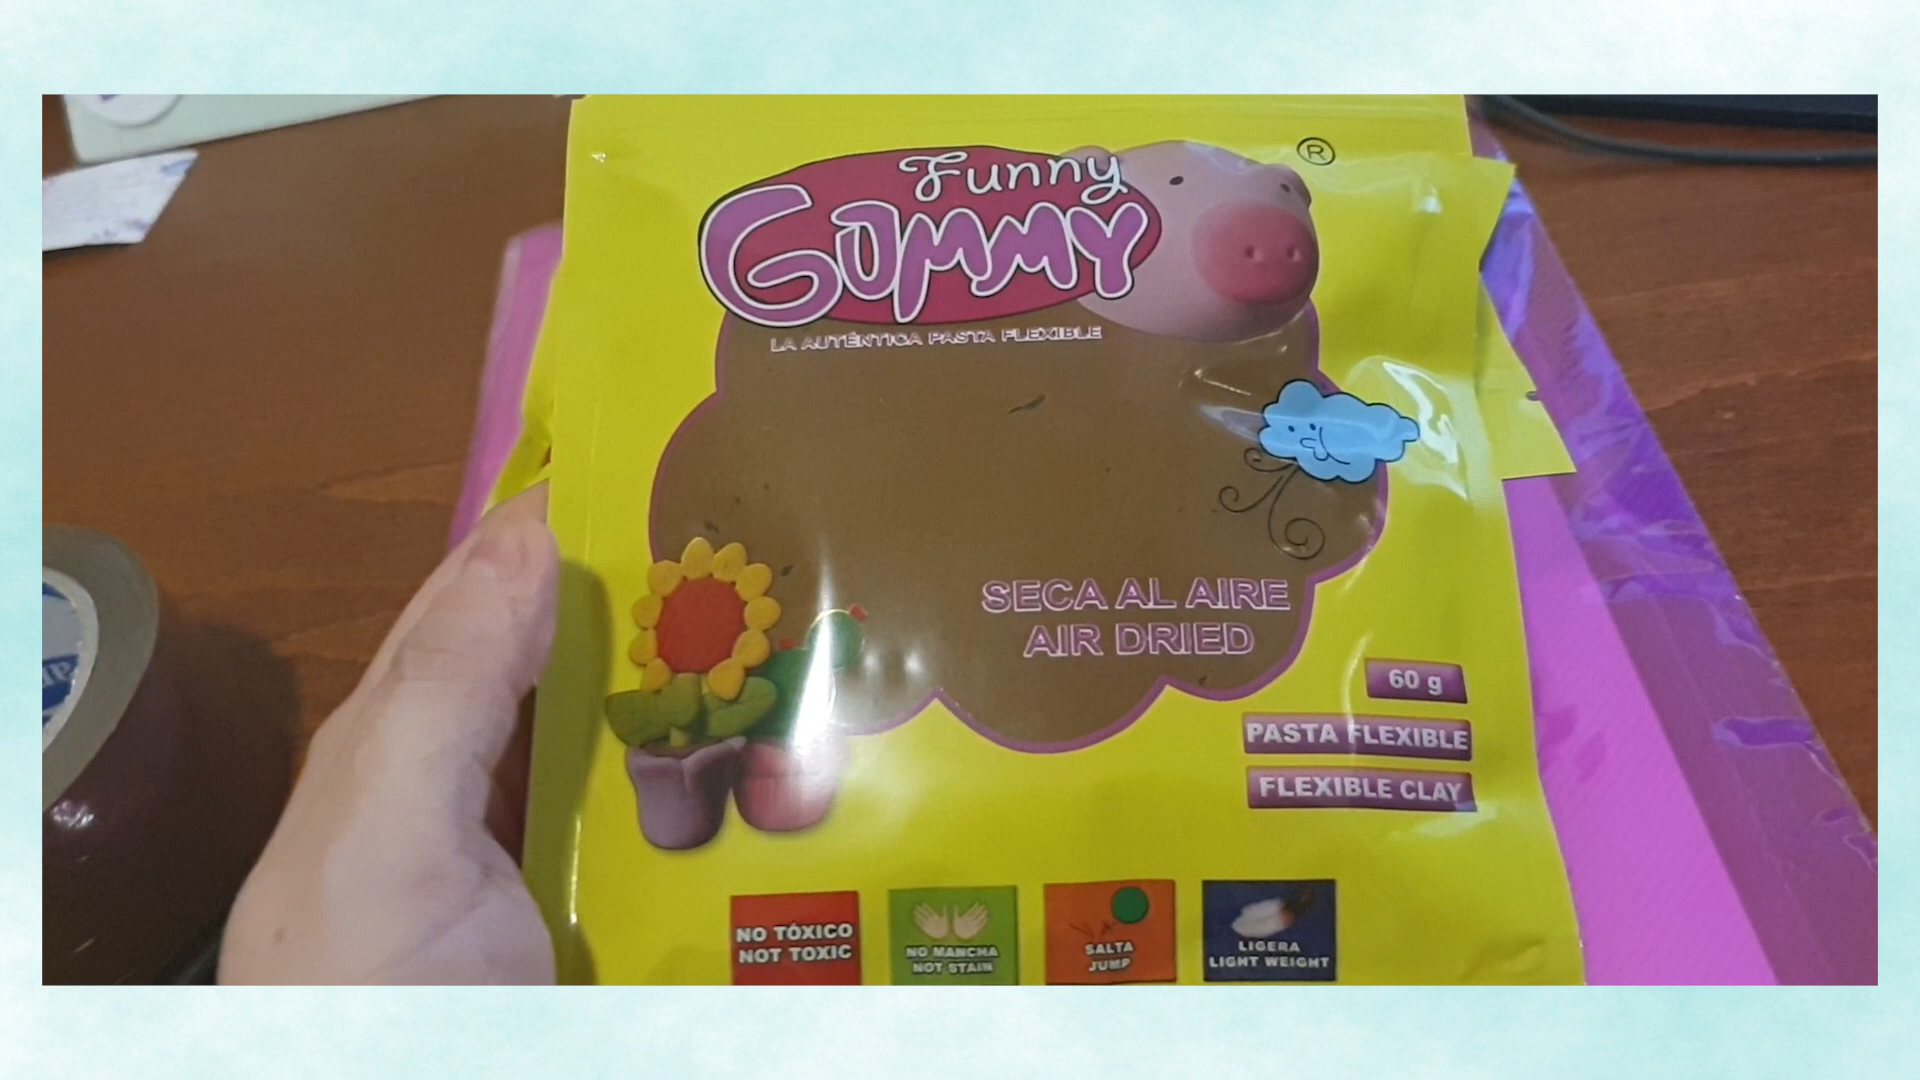 Funny
GUMMY
®
LA AUTÉNTICA PASTA FLEXIBLE
SECA AL AIRE
AIR DRIED
60 g
PASTA FLEXIBLE
FLEXIBLE CLAY
NO TÓXICO
NOT TOXIC
NO MANCHA
NOT STAIN
SALTA
JUMP
LIGERA
LIGHT WEIGHT